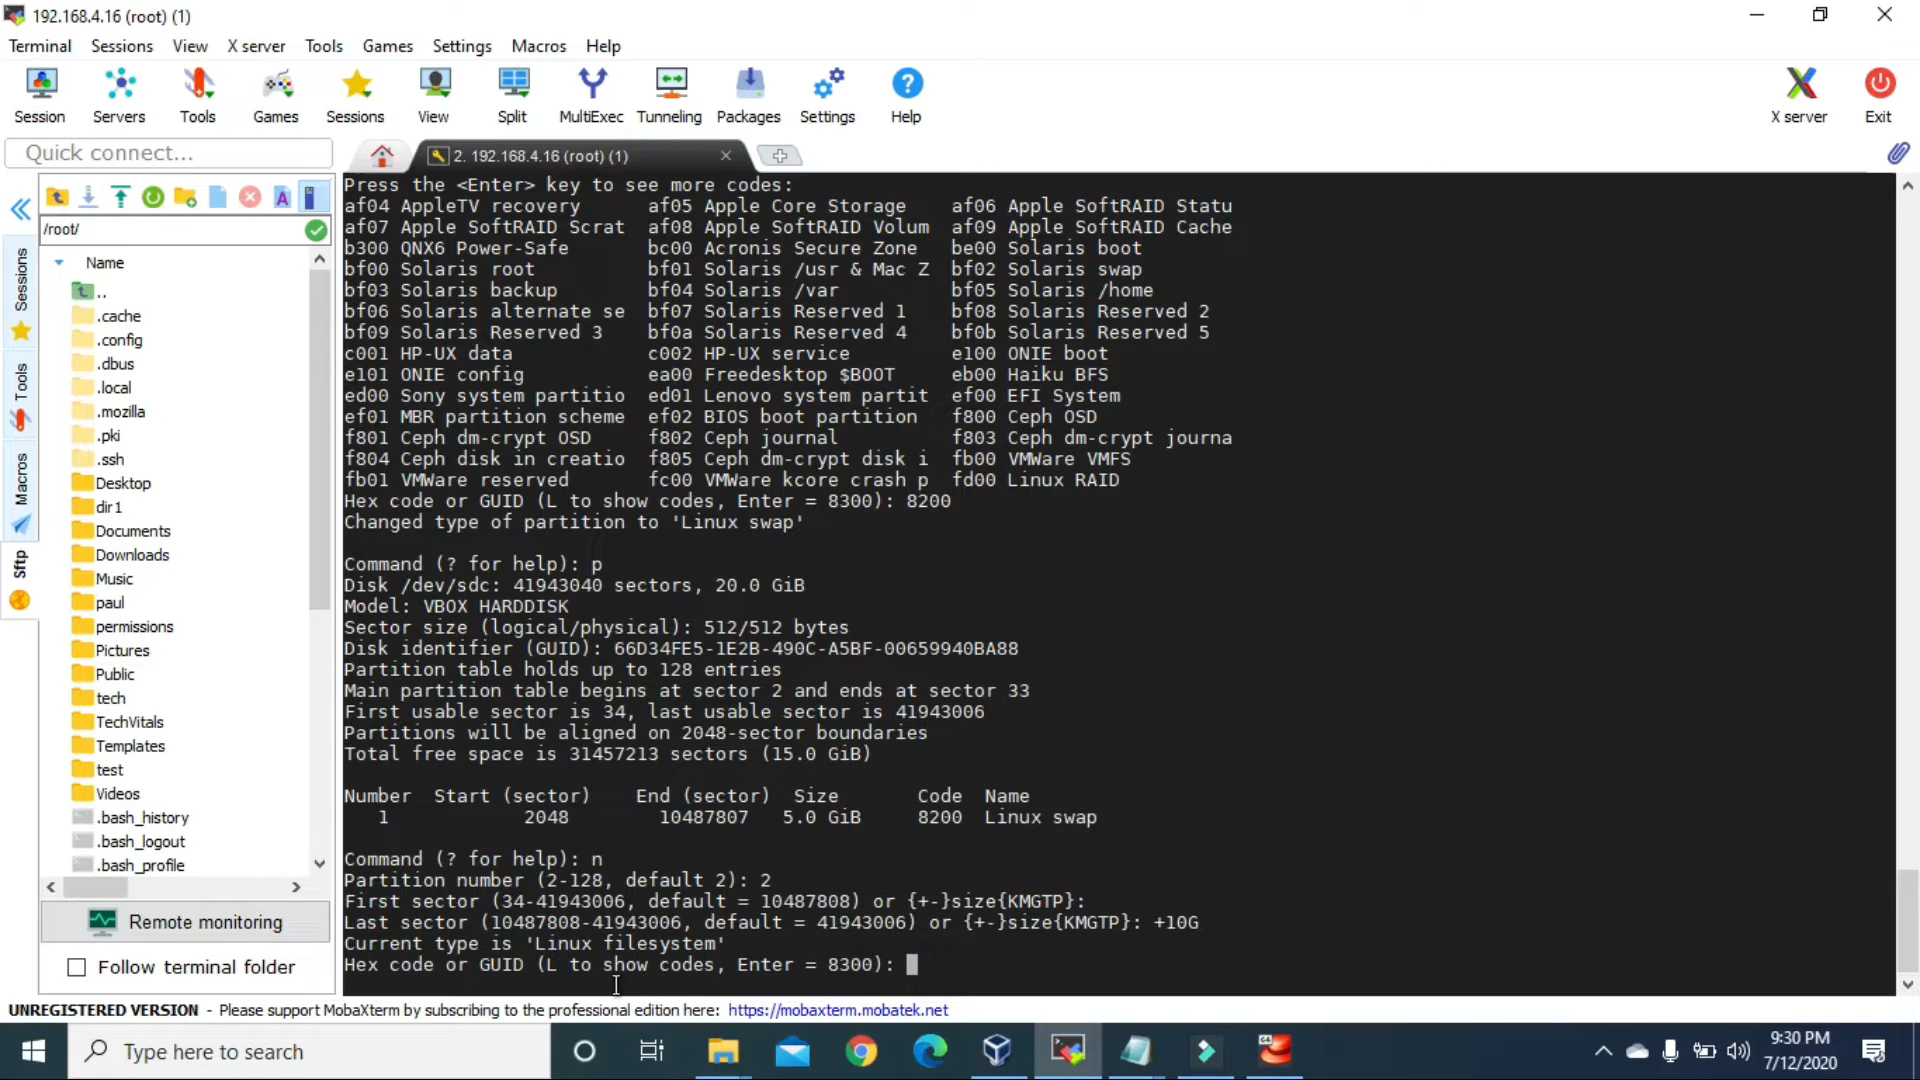 192.168.4.16 (root) (1)
Terminal Sessions View X server Tools Games Settings Macros Help
Session Servers Tools Games Sessions View Split MultiExec Tunneling Packages Settings Help X server Exit
Quick connect...
2. 192.168.4.16 (root) (1)
/root/
Name
..
.cache
.config
.dbus
.local
.mozilla
.pki
.ssh
Desktop
dir1
Documents
Downloads
Music
paul
permissions
Pictures
Public
tech
TechVitals
Templates
test
Videos
.bash_history
.bash_logout
.bash_profile
Sessions
Tools
Macros
Sftp
Remote monitoring
Follow terminal folder
Press the <Enter> key to see more codes:
af04 AppleTV recovery af05 Apple Core Storage af06 Apple SoftRAID Statu
af07 Apple SoftRAID Scrat af08 Apple SoftRAID Volum af09 Apple SoftRAID Cache
b300 QNX6 Power-Safe bc00 Acronis Secure Zone be00 Solaris boot
bf00 Solaris root bf01 Solaris /usr & Mac Z bf02 Solaris swap
bf03 Solaris backup bf04 Solaris /var bf05 Solaris /home
bf06 Solaris alternate se bf07 Solaris Reserved 1 bf08 Solaris Reserved 2
bf09 Solaris Reserved 3 bf0a Solaris Reserved 4 bf0b Solaris Reserved 5
c001 HP-UX data c002 HP-UX service e100 ONIE boot
e101 ONIE config ea00 Freedesktop $BOOT eb00 Haiku BFS
ed00 Sony system partitio ed01 Lenovo system partit ef00 EFI System
ef01 MBR partition scheme ef02 BIOS boot partition f800 Ceph OSD
f801 Ceph dm-crypt OSD f802 Ceph journal f803 Ceph dm-crypt journa
f804 Ceph disk in creatio f805 Ceph dm-crypt disk i fb00 VMWare VMFS
fb01 VMWare reserved fc00 VMWare kcore crash p fd00 Linux RAID
Hex code or GUID (L to show codes, Enter = 8300): 8200
Changed type of partition to 'Linux swap'
Command (? for help): p
Disk /dev/sdc: 41943040 sectors, 20.0 GiB
Model: VBOX HARDDISK
Sector size (logical/physical): 512/512 bytes
Disk identifier (GUID): 66D34FE5-1E2B-490C-A5BF-00659940BA88
Partition table holds up to 128 entries
Main partition table begins at sector 2 and ends at sector 33
First usable sector is 34, last usable sector is 41943006
Partitions will be aligned on 2048-sector boundaries
Total free space is 31457213 sectors (15.0 GiB)
Number Start (sector) End (sector) Size Code Name
1 2048 10487807 5.0 GiB 8200 Linux swap
Command (? for help): n
Partition number (2-128, default 2): 2
First sector (34-41943006, default = 10487808) or {+-}size{KMGTP}:
Last sector (10487808-41943006, default = 41943006) or {+-}size{KMGTP}: +10G
Current type is 'Linux filesystem'
Hex code or GUID (L to show codes, Enter = 8300):
UNREGISTERED VERSION - Please support MobaXterm by subscribing to the professional edition here: https://mobaxterm.mobatek.net
Type here to search
9:30 PM
7/12/2020